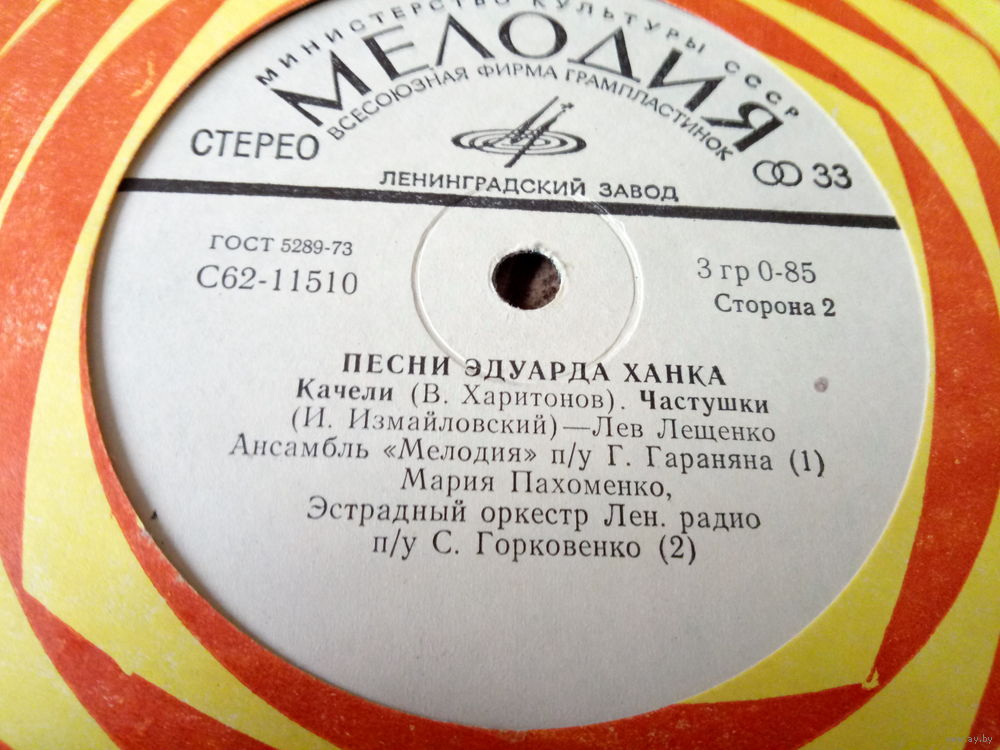 МИНИСТЕРСТВО КУЛЬТУРЫ СССР
МЕЛОДИЯ
ВСЕСОЮЗНАЯ ФИРМА ГРАМПЛАСТИНОК
СТЕРЕО
33
ЛЕНИНГРАДСКИЙ ЗАВОД
ГОСТ 5289-73
С62-11510
3 гр 0-85
Сторона 2
ПЕСНИ ЭДУАРДА ХАНКА
Качели (В. Харитонов). Частушки
(И. Измайловский)—Лев Лещенко
Ансамбль «Мелодия» п/у Г. Гараняна (1)
Мария Пахоменко,
Эстрадный оркестр Лен. радио
п/у С. Горковенко (2)